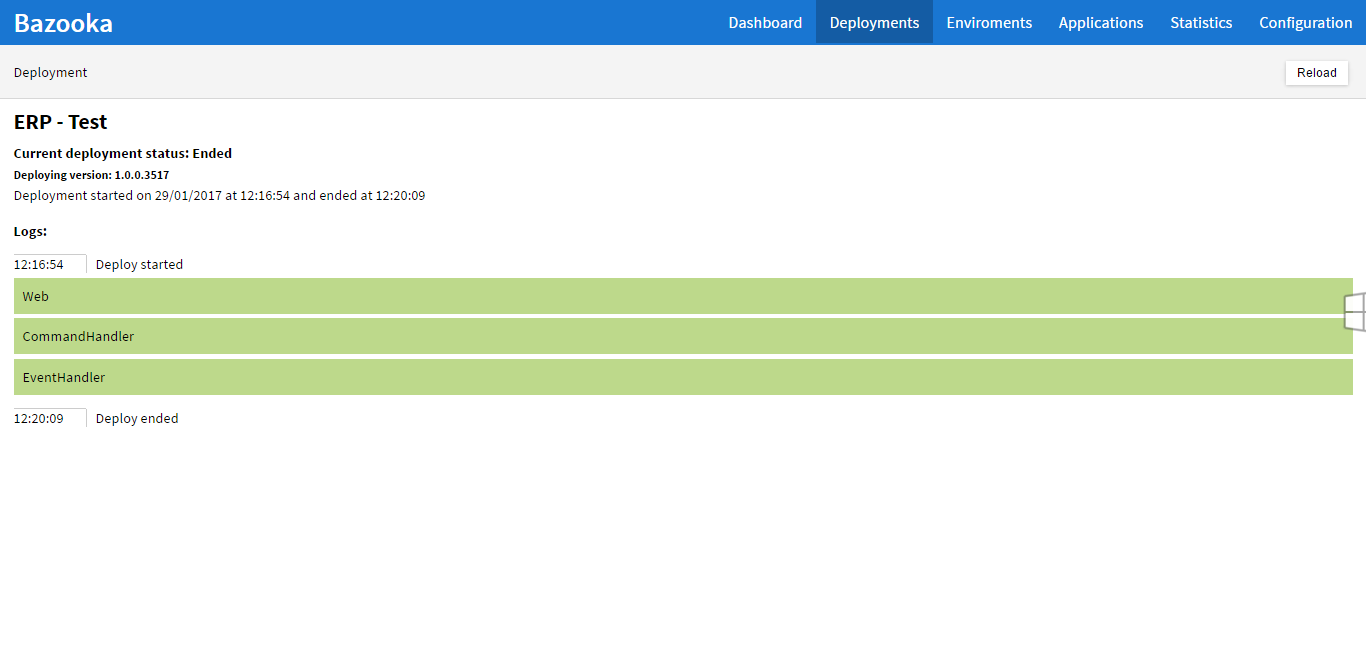 Bazooka Dashboard Deployments Enviroments Applications Statistics Configuration
Deployment Reload
ERP - Test
Current deployment status: Ended
Deploying version: 1.0.0.3517
Deployment started on 29/01/2017 at 12:16:54 and ended at 12:20:09
Logs:
12:16:54 Deploy started
Web
CommandHandler
EventHandler
12:20:09 Deploy ended